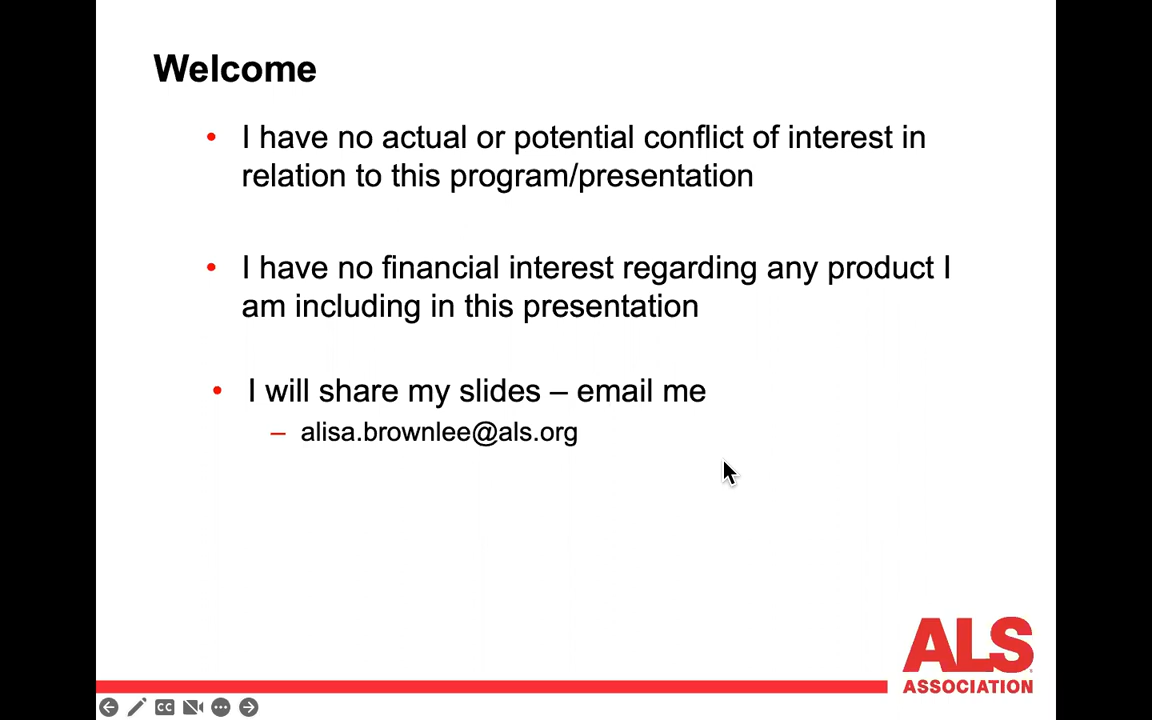 Welcome
• I have no actual or potential conflict of interest in
relation to this program/presentation
• I have no financial interest regarding any product I
am including in this presentation
• I will share my slides – email me
– alisa.brownlee@als.org
ALS
ASSOCIATION
CC